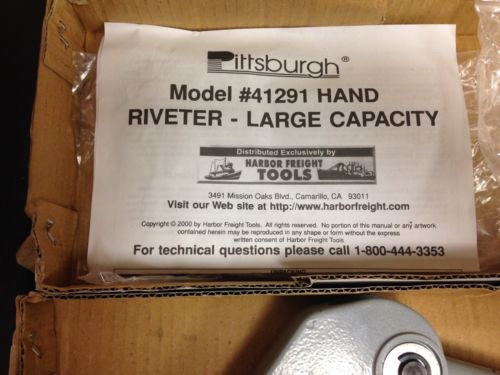 Pittsburgh®
Model #41291 HAND
RIVETER - LARGE CAPACITY
Distributed Exclusively by
HARBOR FREIGHT
TOOLS
3491 Mission Oaks Blvd., Camarillo, CA 93011
Visit our Web site at http://www.harborfreight.com
Copyright © 2000 by Harbor Freight Tools. All rights reserved. No portion of this manual or any artwork
contained herein may be reproduced in any shape or form without the express
written consent of Harbor Freight Tools.
For technical questions please call 1-800-444-3353